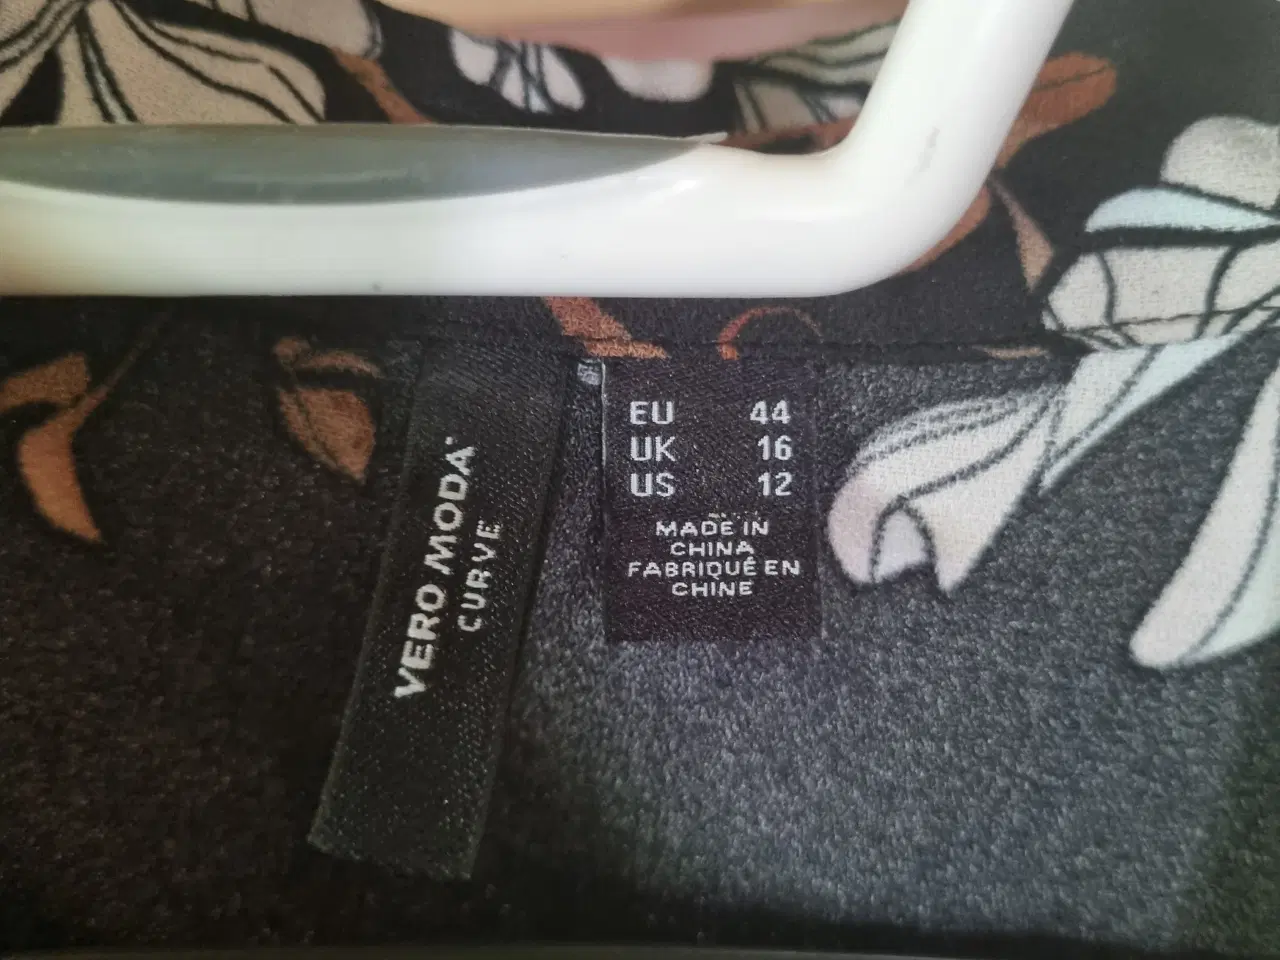 VERO MODA
CURVE
EU 44
UK 16
US 12
MADE IN
CHINA
FABRIQUÉ EN
CHINE